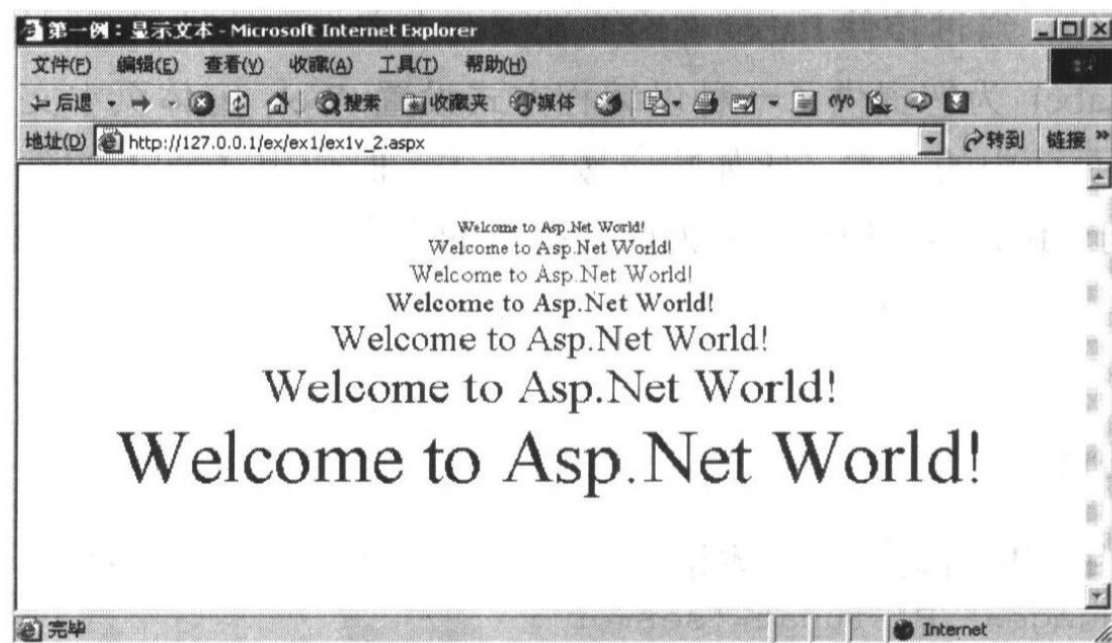 第一例：显示文本 - Microsoft Internet Explorer
文件(F) 编辑(E) 查看(V) 收藏(A) 工具(T) 帮助(H)
后退 搜索 收藏夹 媒体
地址(D) http://127.0.0.1/ex/ex1/ex1v_2.aspx 转到 链接 »
Welcome to Asp.Net World!
Welcome to Asp.Net World!
Welcome to Asp.Net World!
Welcome to Asp.Net World!
Welcome to Asp.Net World!
Welcome to Asp.Net World!
Welcome to Asp.Net World!
完毕 Internet